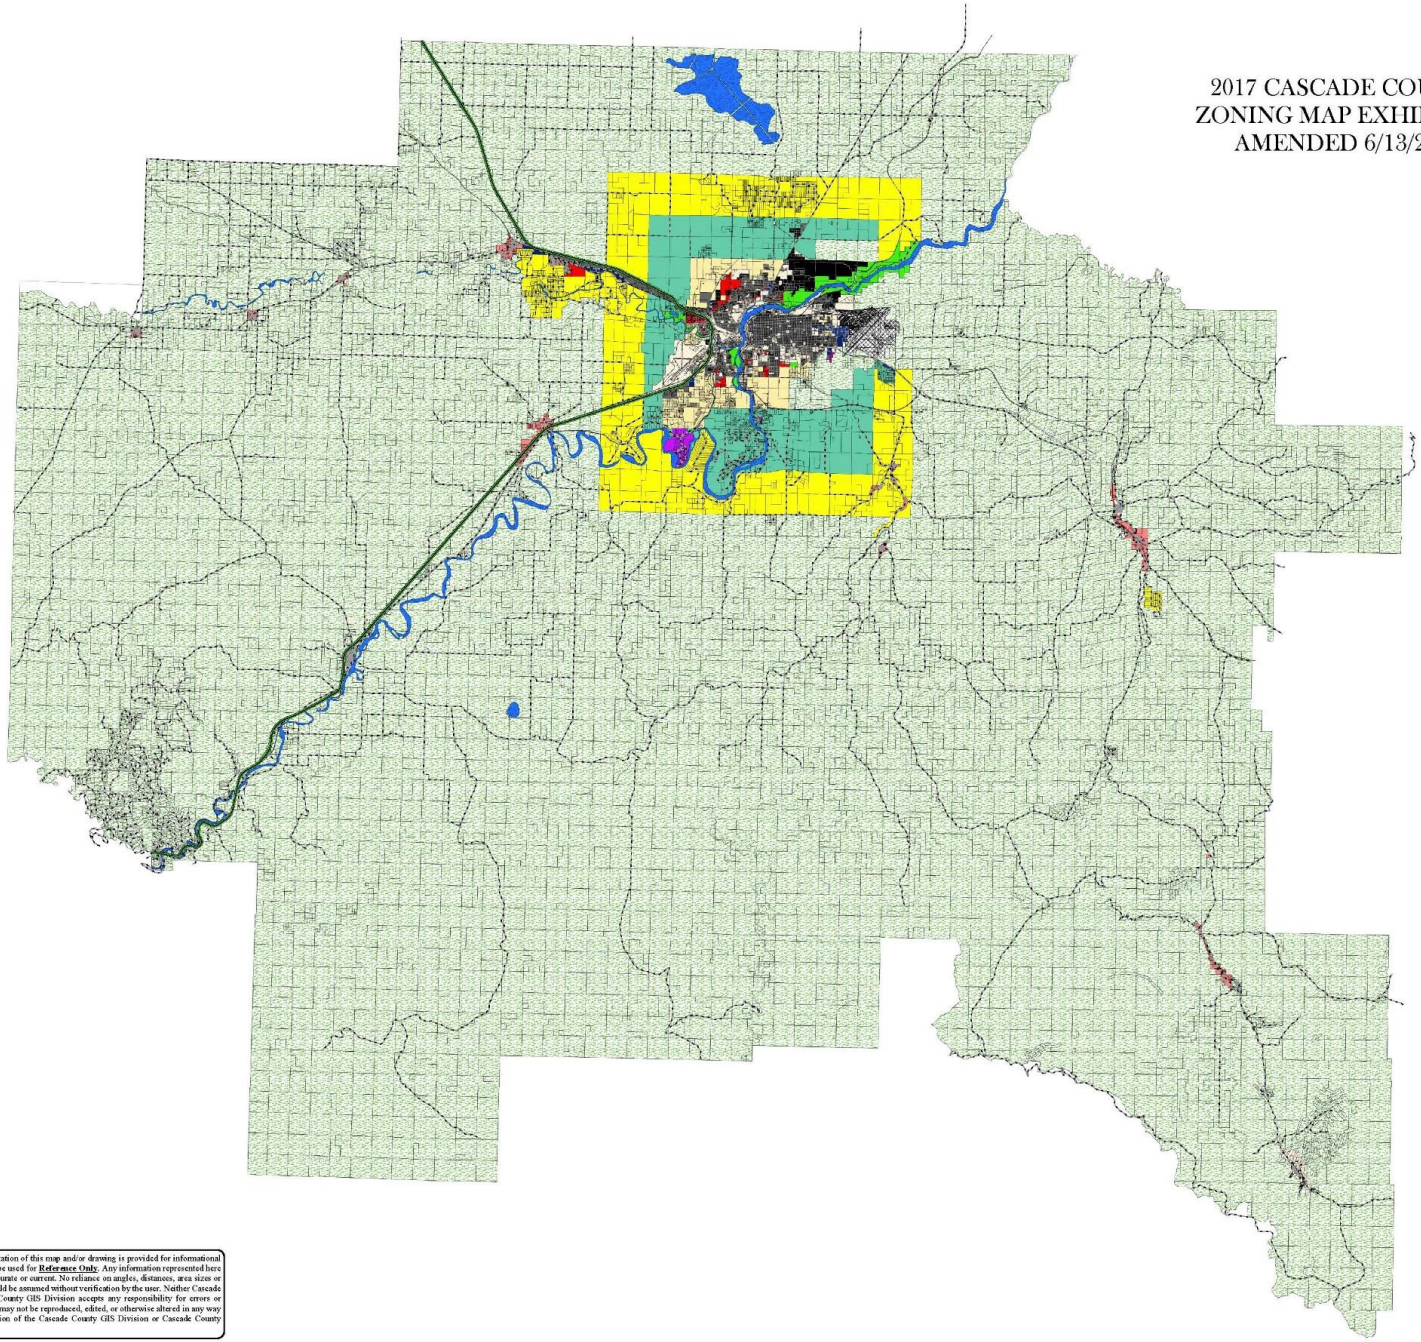 2017 CASCADE COU
ZONING MAP EXHI
AMENDED 6/13/2
ation of this map and/or drawing is provided for informational
be used for Reference Only. Any information represented here
urate or current. No reliance on angles, distances, area sizes or
ld be assumed without verification by the user. Neither Cascade
County GIS Division accepts any responsibility for errors or
may not be reproduced, edited, or otherwise altered in any way
ion of the Cascade County GIS Division or Cascade County